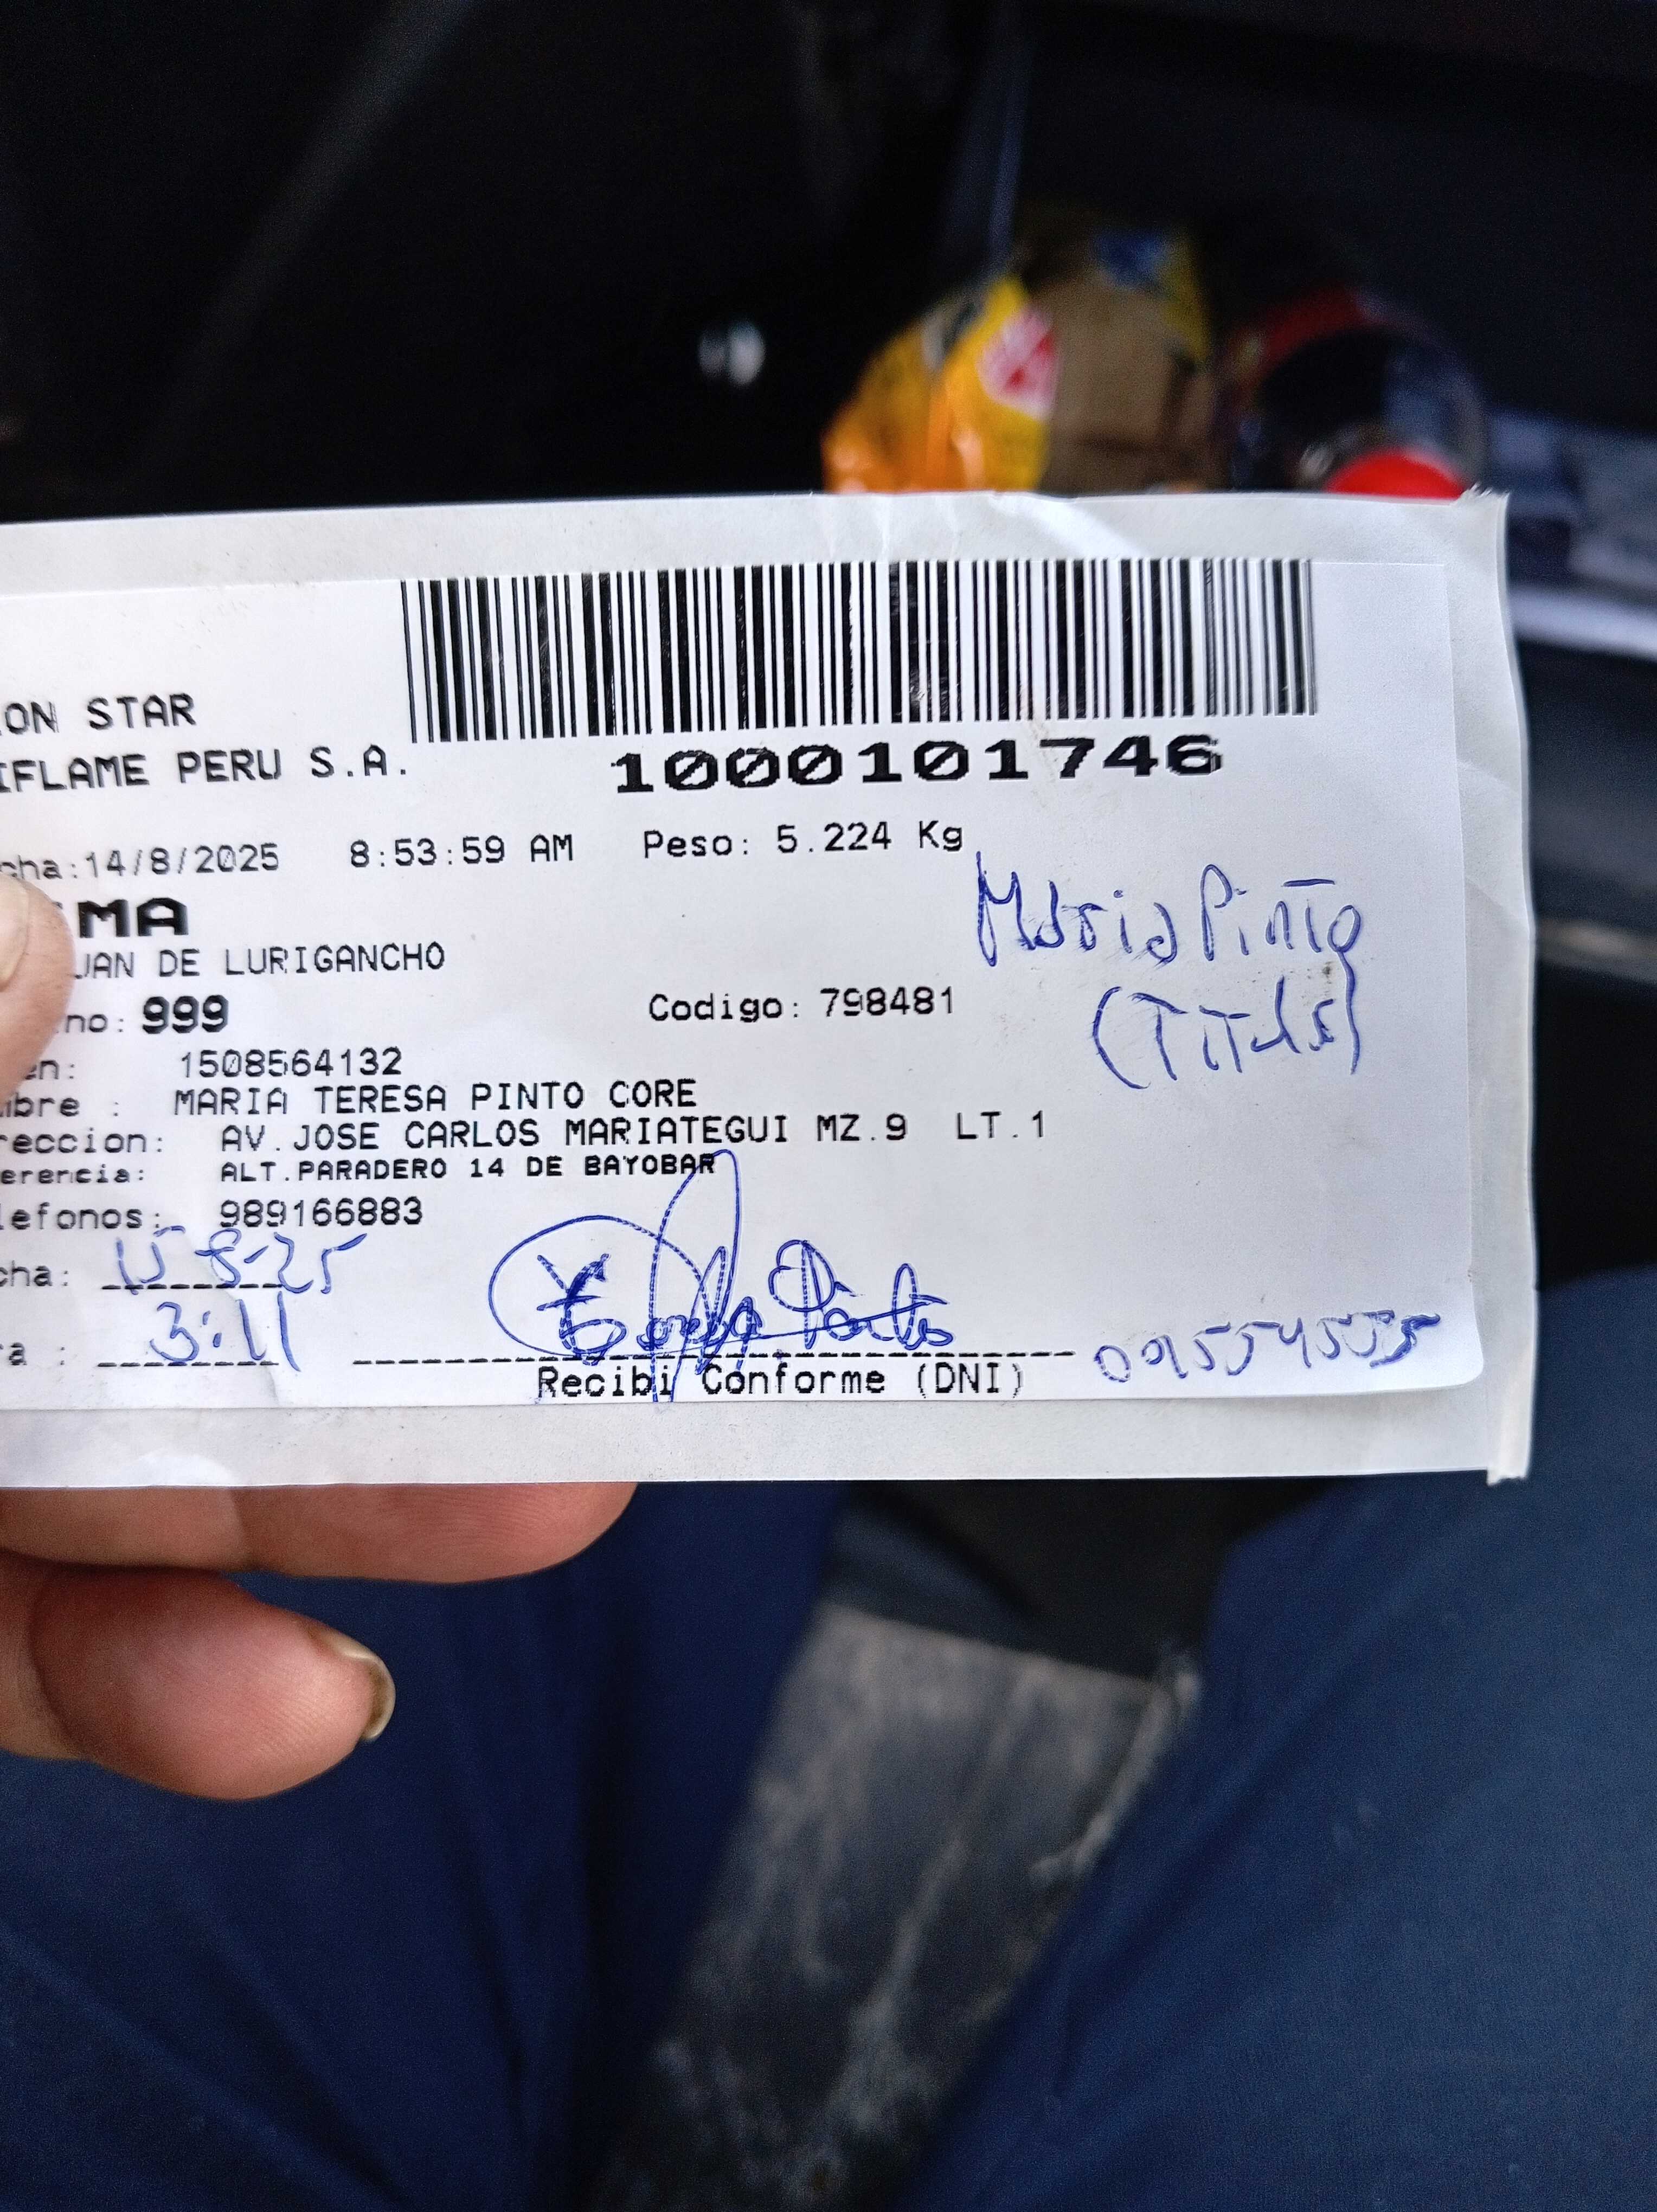 ON STAR
IFLAME PERU S.A.
1000101746
cha:14/8/2025 8:53:59 AM Peso: 5.224 Kg
MA
Maria Pinto
UAN DE LURIGANCHO
no: 999 Codigo: 798481
(Titular)
en: 1508564132
bre : MARIA TERESA PINTO CORE
reccion: AV.JOSE CARLOS MARIATEGUI MZ.9 LT.1
erencia: ALT.PARADERO 14 DE BAYOBAR
lefonos: 989166883
cha: 15-8-25
ra : 3:11
Pinto
Recibi Conforme (DNI)